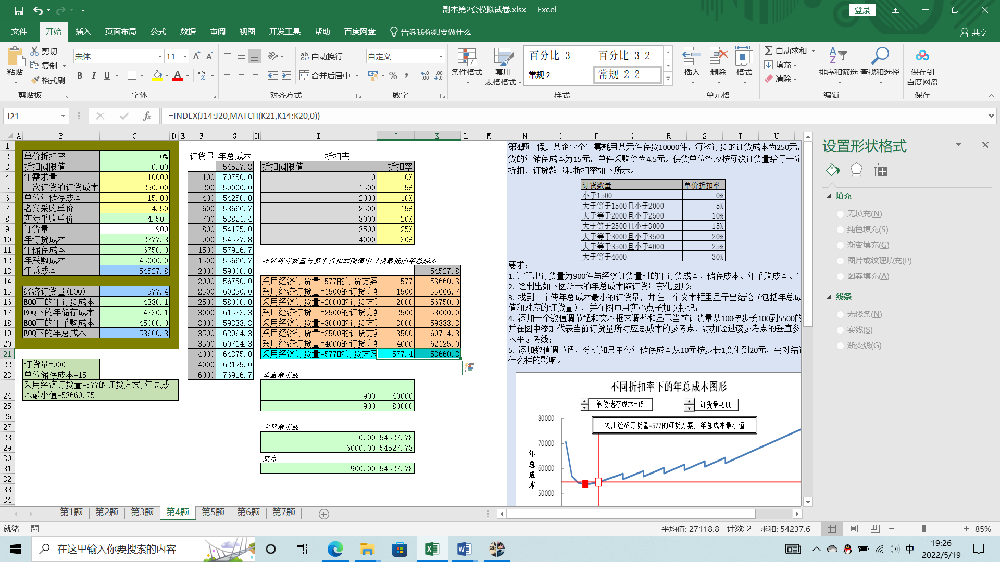 副本第2套模拟试卷.xlsx - Excel
登录
文件 开始 插入 页面布局 公式 数据 审阅 视图 开发工具 帮助 百度网盘 告诉我你想要做什么 共享
粘贴 剪切 复制 格式刷 剪贴板
宋体 11 B I U A wén 变 字体
ab 自动换行 合并后居中 对齐方式
自定义 % , 数字
条件格式 套用表格格式 百分比 3 百分比 3 2 常规 2 常规 2 2 样式
插入 删除 格式 单元格
自动求和 填充 清除 排序和筛选 查找和选择 编辑
保存到 百度网盘 保存
J21 fx =INDEX(J14:J20,MATCH(K21,K14:K20,0))
A B C D E F G H I J K L M N O P Q R S T U
1
2 单价折扣率 0% 订货量 年总成本 折扣表
3 折扣阈限值 0.00 54527.8 折扣阈限值 折扣率
4 年需求量 10000 100 70750.0 0 0%
5 一次订货的订货成本 250.00 200 59000.0 1500 5%
6 单位年储存成本 15.00 400 54250.0 2000 10%
7 名义采购单价 4.50 600 53666.7 2500 15%
8 实际采购单价 4.50 700 53821.4 3000 20%
9 订货量 900 800 54125.0 3500 25%
10 年订货成本 2777.8 900 54527.8 4000 30%
11 年储存成本 6750.0 1500 57916.7
12 年采购成本 45000.0 1500 55666.7 在经济订货量与多个折扣阈限值中寻找最低的年总成本
13 年总成本 54527.8 2000 59000.0 54527.8
14 2000 56750.0 采用经济订货量=577的订货方案 577 53660.3
15 经济订货量(EOQ) 577.4 2500 60250.0 采用经济订货量=1500的订货方 1500 55666.7
16 EOQ下的年订货成本 4330.1 2500 58000.0 采用经济订货量=2000的订货方 2000 56750.0
17 EOQ下的年储存成本 4330.1 3000 61583.3 采用经济订货量=2500的订货方 2500 58000.0
18 EOQ下的年采购成本 45000.0 3000 59333.3 采用经济订货量=3000的订货方 3000 59333.3
19 EOQ下的年总成本 53660.3 3500 62964.3 采用经济订货量=3500的订货方 3500 60714.3
20 3500 60714.3 采用经济订货量=4000的订货方 4000 62125.0
21 4000 64375.0 采用经济订货量=577的订货方案 577.4 53660.3
22 订货量=900 4000 62125.0
23 单位储存成本=15 6000 76916.7 垂直参考线
24 采用经济订货量=577的订货方案,年总成本最小值=53660.25 900 40000
25 900 80000
26
27 水平参考线
28 0.00 54527.78
29 6000.00 54527.78
30 交点
31 900.00 54527.78
32
33
34
第4题 假定某企业全年需耗用某元件存货10000件，每次订货的订货成本为250元，
货的年储存成本为15元，单件采购价为4.5元。供货单位答应按每次订货量给予一定
折扣，订货数量和折扣率如下所示。
订货数量 单价折扣率
小于1500 0%
大于等于1500且小于2000 5%
大于等于2000且小于2500 10%
大于等于2500且小于3000 15%
大于等于3000且小于3500 20%
大于等于3500且小于4000 25%
大于等于4000 30%
要求：
1. 计算出订货量为900件与经济订货量时的年订货成本、储存成本、年采购成本、年
2. 绘制出如下图所示的年总成本随订货量变化图形；
3. 找到一个使年总成本最小的订货量，并在一个文本框里显示出结论（包括年总成
值和对应的订货量），并在图中用实心点子加以标记；
4. 添加一个数值调节钮和文本框来调整和显示当前订货量从100按步长100到5500的
并在图中添加代表当前订货量所对应总成本的参考点，添加经过该参考点的垂直参
水平参考线；
5. 添加数值调节钮，分析如果单位年储存成本从10元按步长1变化到20元，会对结
什么样的影响。
不同折扣率下的年总成本图形
单位储存成本=15 订货量=900
采用经济订货量=577的订货方案，年总成本最小值
80000
70000
60000
50000
年总成本
设置形状格式
填充
无填充(N)
纯色填充(S)
渐变填充(G)
图片或纹理填充(P)
图案填充(A)
线条
无线条(N)
实线(S)
渐变线(G)
第1题 第2题 第3题 第4题 第5题 第6题 第7题
就绪 平均值: 27118.8 计数: 2 求和: 54237.6 85%
在这里输入你要搜索的内容
中 19:26
2022/5/19